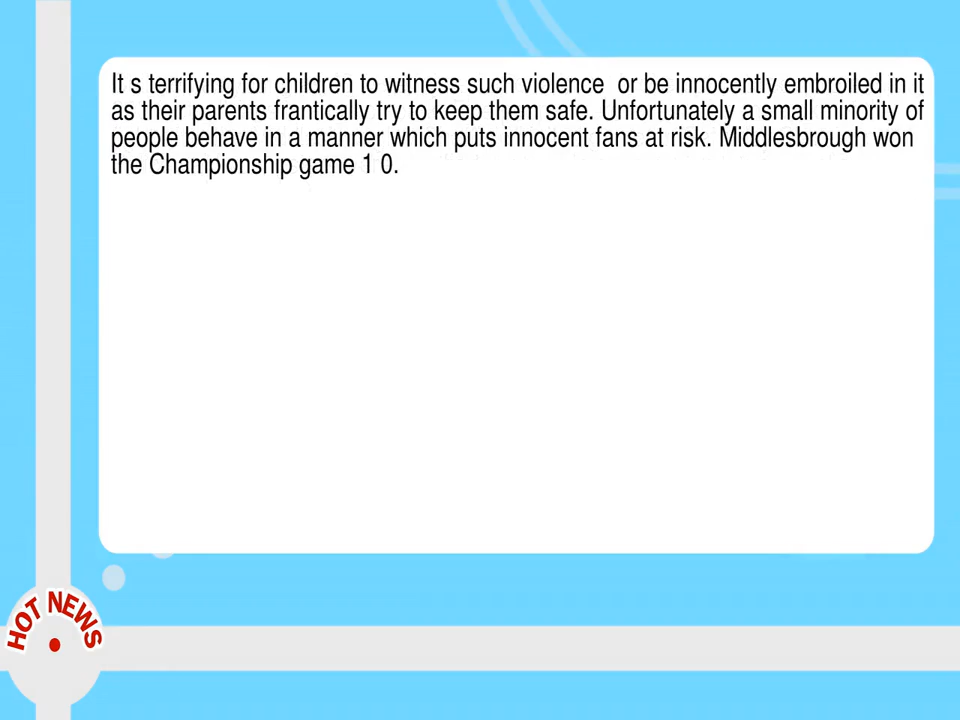 It s terrifying for children to witness such violence  or be innocently embroiled in it
as their parents frantically try to keep them safe. Unfortunately a small minority of
people behave in a manner which puts innocent fans at risk. Middlesbrough won
the Championship game 1 0.
HOT NEWS